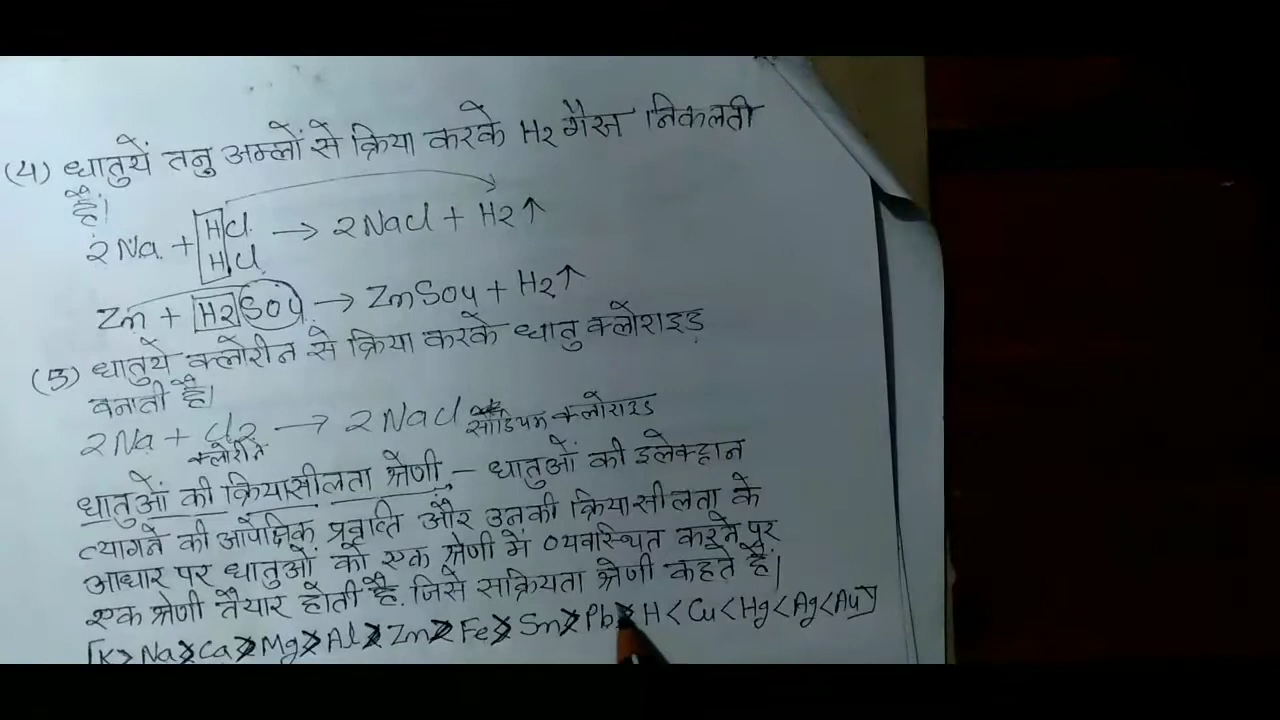 (4) धातुयें तनु अम्लों से क्रिया करके H2 गैस निकलती
हैं।
2Na + HCl → 2NaCl + H2↑
HCl
Zn + H2SO4 → ZnSO4 + H2↑
(5) धातुयें क्लोरीन से क्रिया करके धातु क्लोराइड
बनाती हैं।
2Na + Cl2 → 2NaCl सोडियम क्लोराइड
क्लोरीन
धातुओं की क्रियासीलता श्रेणी – धातुओं की इलेक्ट्रान
त्यागने की आपेक्षिक प्रवृत्ति और उनकी क्रियासीलता के
आधार पर धातुओं को एक श्रेणी में व्यवस्थित करने पर
एक श्रेणी तैयार होती है. जिसे सक्रियता श्रेणी कहते हैं।
[K> Na>Ca>Mg>Al>Zn>Fe>Sn>Pb>H<Cu<Hg<Ag<Au]